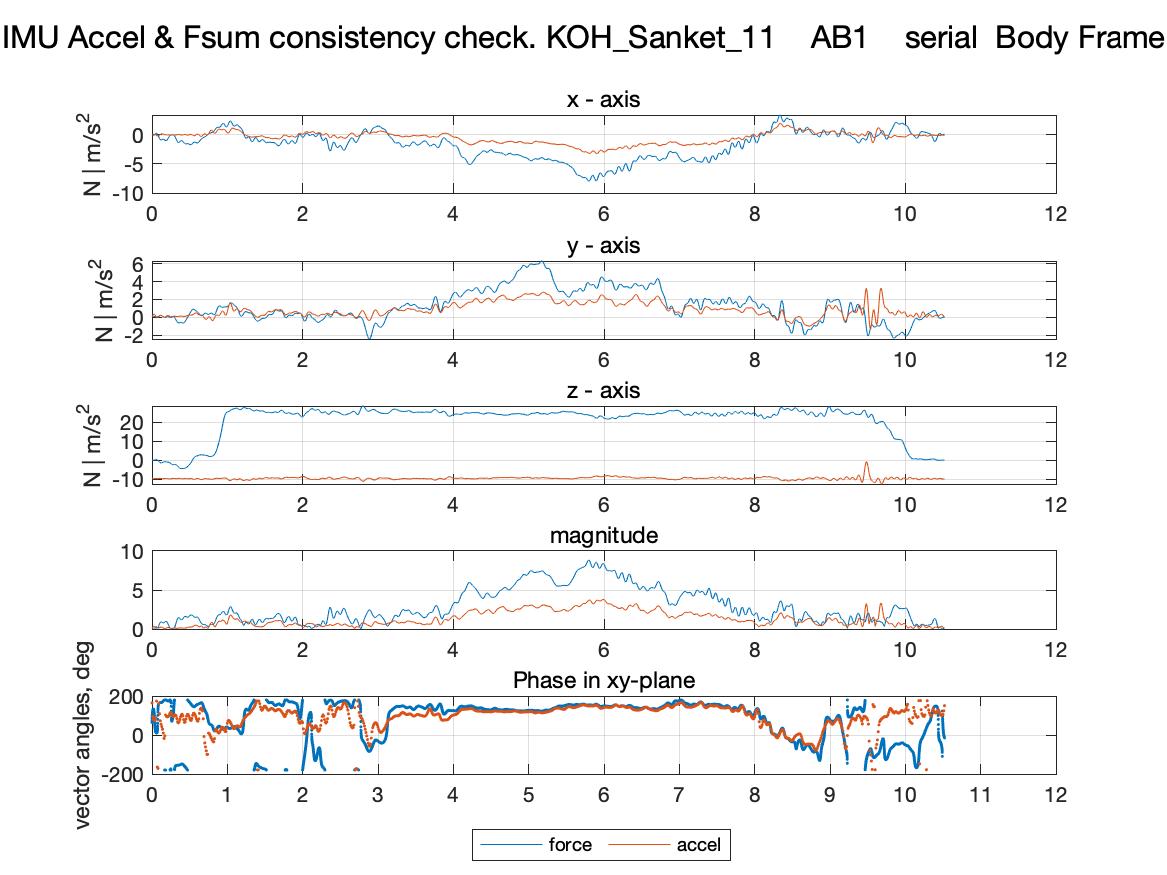 IMU Accel & Fsum consistency check. KOH_Sanket_11 AB1 serial Body Frame
x - axis
N | m/s²
0
-5
-10
0 2 4 6 8 10 12
y - axis
N | m/s²
6
4
2
0
-2
0 2 4 6 8 10 12
z - axis
N | m/s²
20
10
0
-10
0 2 4 6 8 10 12
magnitude
10
5
0
0 2 4 6 8 10 12
Phase in xy-plane
vector angles, deg
200
0
-200
0 1 2 3 4 5 6 7 8 9 10 11 12
force accel